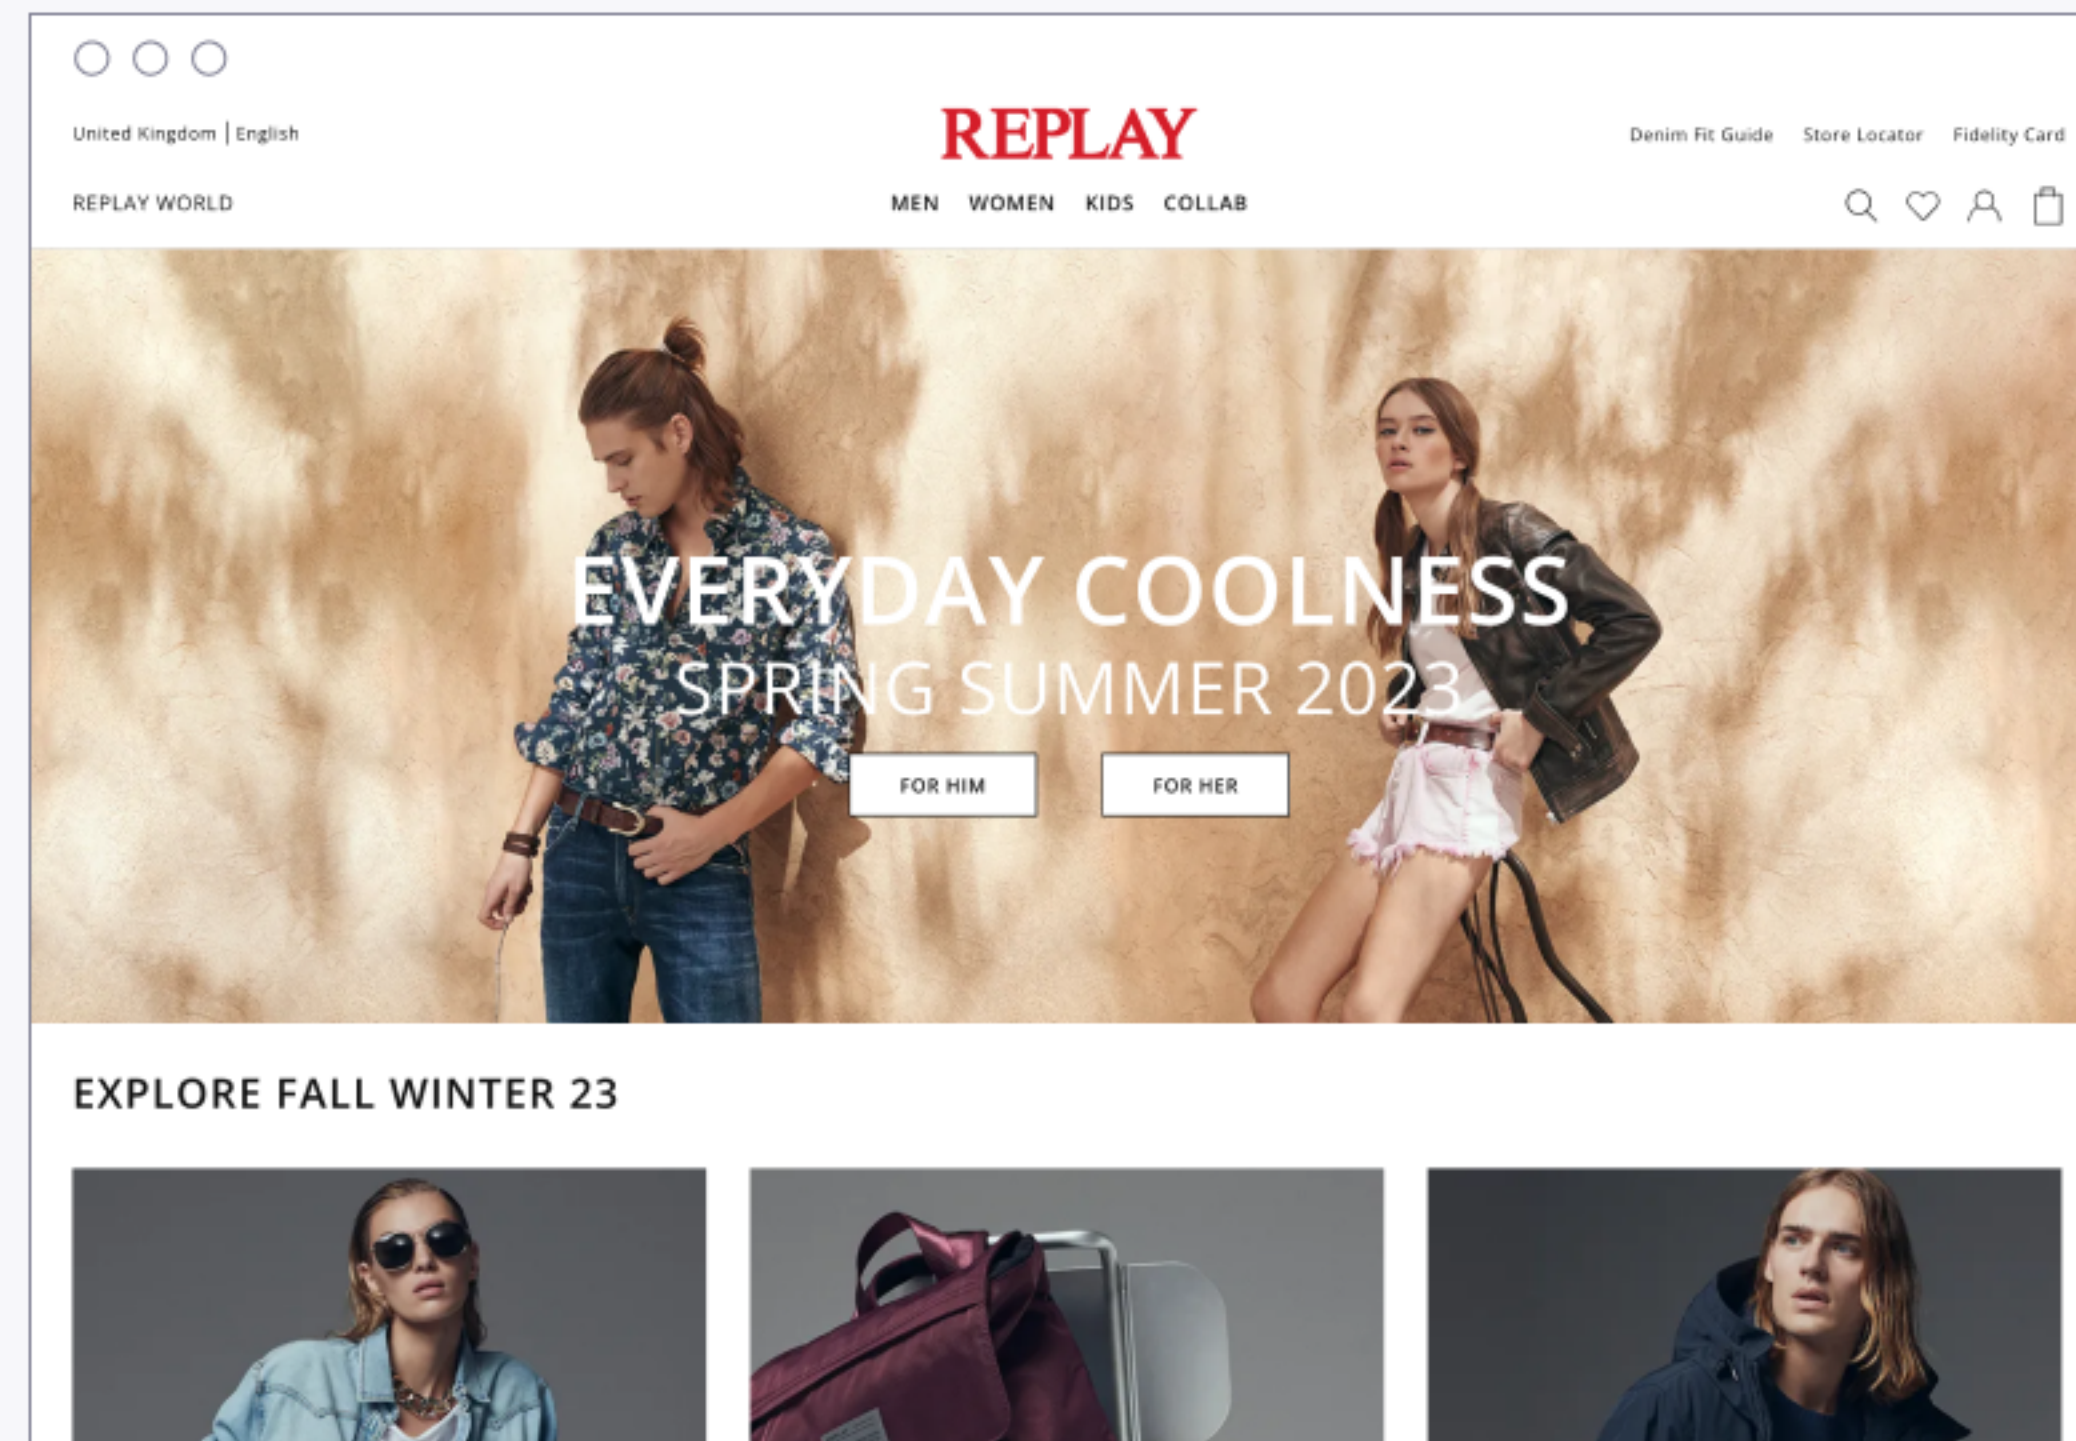 United Kingdom | English
REPLAY
Denim Fit Guide Store Locator Fidelity Card
REPLAY WORLD
MEN WOMEN KIDS COLLAB
EVERYDAY COOLNESS
SPRING SUMMER 2023
FOR HIM FOR HER
EXPLORE FALL WINTER 23